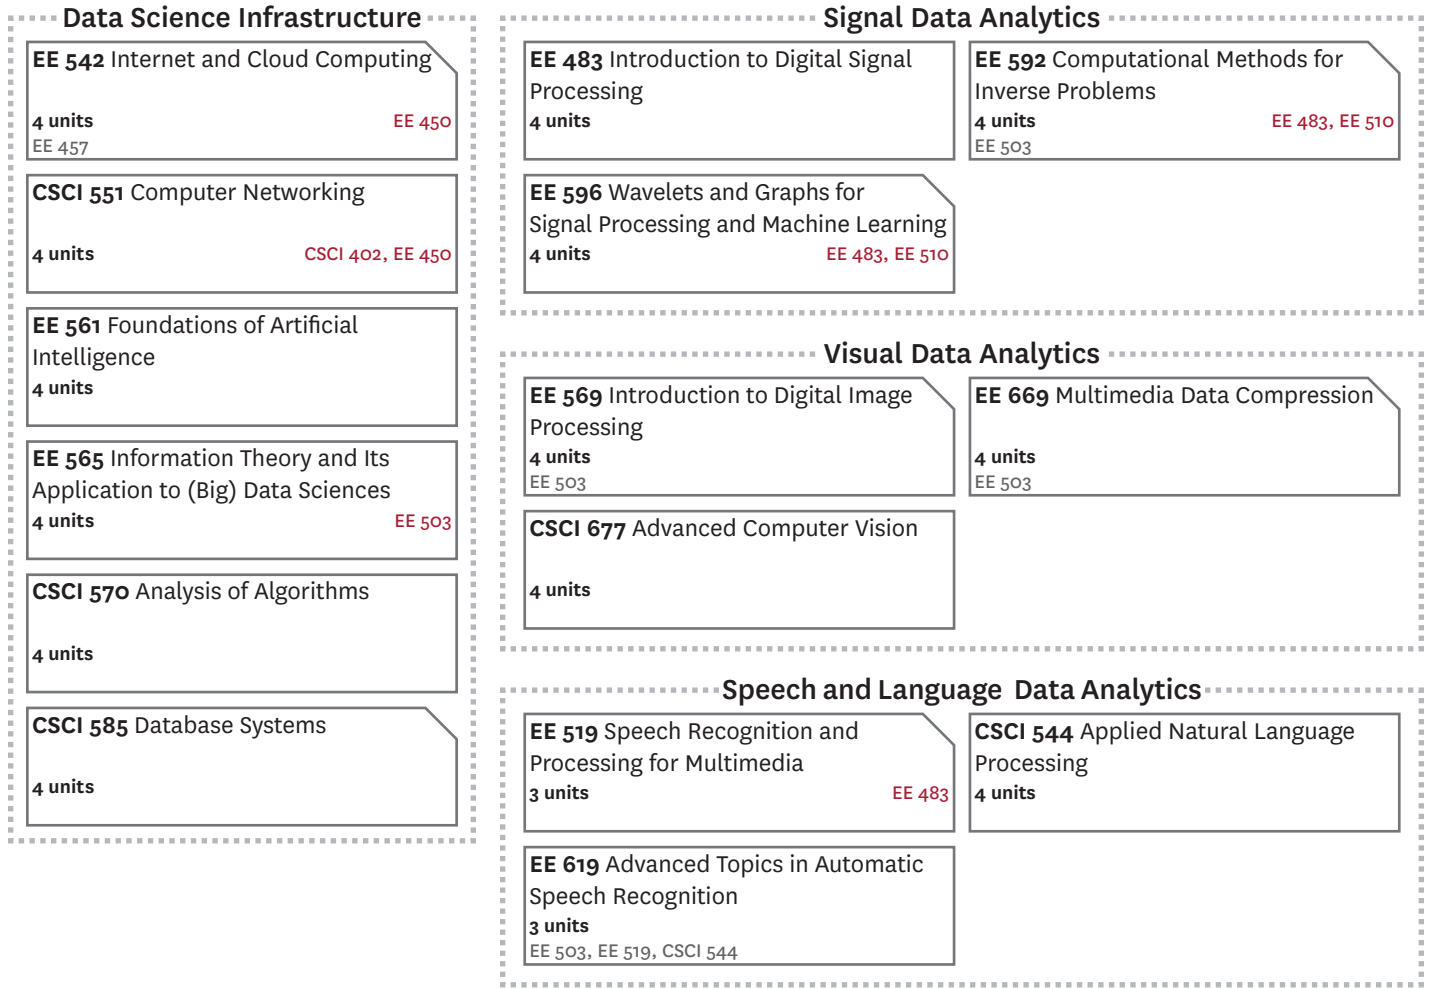 Data Science Infrastructure
EE 542 Internet and Cloud Computing
4 units EE 450
EE 457
CSCI 551 Computer Networking
4 units CSCI 402, EE 450
EE 561 Foundations of Artificial
Intelligence
4 units
EE 565 Information Theory and Its
Application to (Big) Data Sciences
4 units EE 503
CSCI 570 Analysis of Algorithms
4 units
CSCI 585 Database Systems
4 units
Signal Data Analytics
EE 483 Introduction to Digital Signal
Processing
4 units
EE 592 Computational Methods for
Inverse Problems
4 units EE 483, EE 510
EE 503
EE 596 Wavelets and Graphs for
Signal Processing and Machine Learning
4 units EE 483, EE 510
Visual Data Analytics
EE 569 Introduction to Digital Image
Processing
4 units
EE 503
EE 669 Multimedia Data Compression
4 units
EE 503
CSCI 677 Advanced Computer Vision
4 units
Speech and Language Data Analytics
EE 519 Speech Recognition and
Processing for Multimedia
3 units EE 483
CSCI 544 Applied Natural Language
Processing
4 units
EE 619 Advanced Topics in Automatic
Speech Recognition
3 units
EE 503, EE 519, CSCI 544